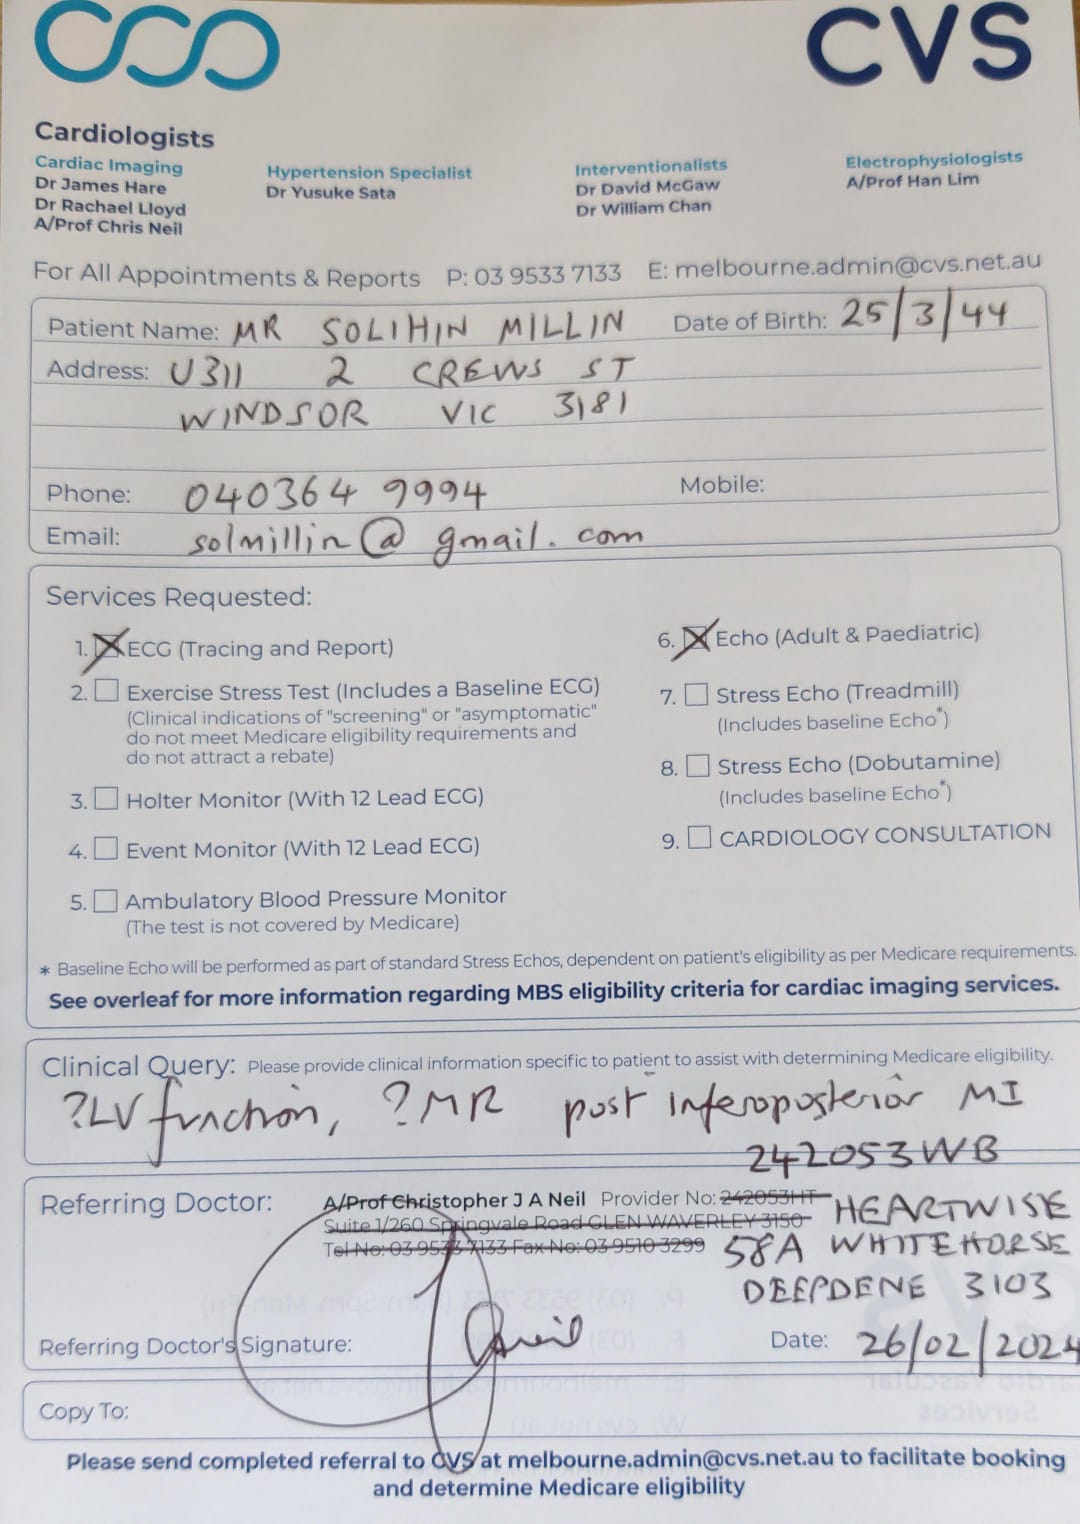 CVS
Cardiologists
Cardiac Imaging
Dr James Hare
Dr Rachael Lloyd
A/Prof Chris Neil
Hypertension Specialist
Dr Yusuke Sata
Interventionalists
Dr David McGaw
Dr William Chan
Electrophysiologists
A/Prof Han Lim
For All Appointments & Reports P: 03 9533 7133 E: melbourne.admin@cvs.net.au
Patient Name: MR SOLIHIN MILLIN Date of Birth: 25/3/44
Address: U311 2 CREWS ST
WINDSOR VIC 3181
Phone: 040364 9994 Mobile:
Email: solmillin@gmail.com
Services Requested:
1. ECG (Tracing and Report)
2. Exercise Stress Test (Includes a Baseline ECG)
(Clinical indications of "screening" or "asymptomatic"
do not meet Medicare eligibility requirements and
do not attract a rebate)
3. Holter Monitor (With 12 Lead ECG)
4. Event Monitor (With 12 Lead ECG)
5. Ambulatory Blood Pressure Monitor
(The test is not covered by Medicare)
6. Echo (Adult & Paediatric)
7. Stress Echo (Treadmill)
(Includes baseline Echo*)
8. Stress Echo (Dobutamine)
(Includes baseline Echo*)
9. CARDIOLOGY CONSULTATION
* Baseline Echo will be performed as part of standard Stress Echos, dependent on patient's eligibility as per Medicare requirements.
See overleaf for more information regarding MBS eligibility criteria for cardiac imaging services.
Clinical Query: Please provide clinical information specific to patient to assist with determining Medicare eligibility.
?LV function, ?MR post inferoposterior MI
242053WB
Referring Doctor: A/Prof Christopher J A Neil Provider No: 242053HT HEARTWISE
Suite 1/260 Springvale Road GLEN WAVERLEY 3150
Tel No: 03 9533 7133 Fax No: 03 9510 3299 58A WHITEHORSE
DEEPDENE 3103
Referring Doctor's Signature: Date: 26/02/2024
Copy To:
Please send completed referral to CVS at melbourne.admin@cvs.net.au to facilitate booking
and determine Medicare eligibility